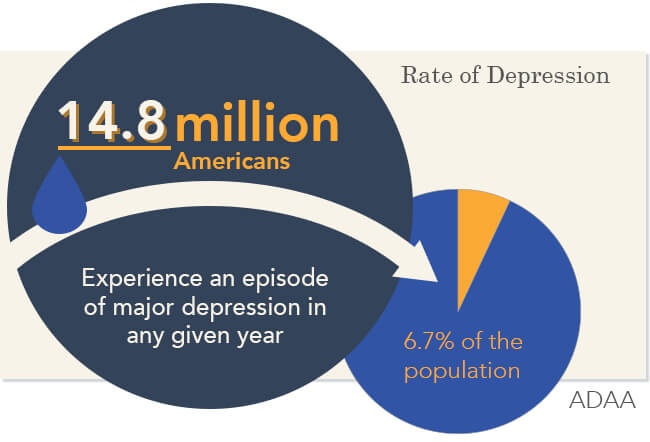 Rate of Depression
14.8 million
Americans
Experience an episode
of major depression in
any given year
6.7% of the
population
ADAA